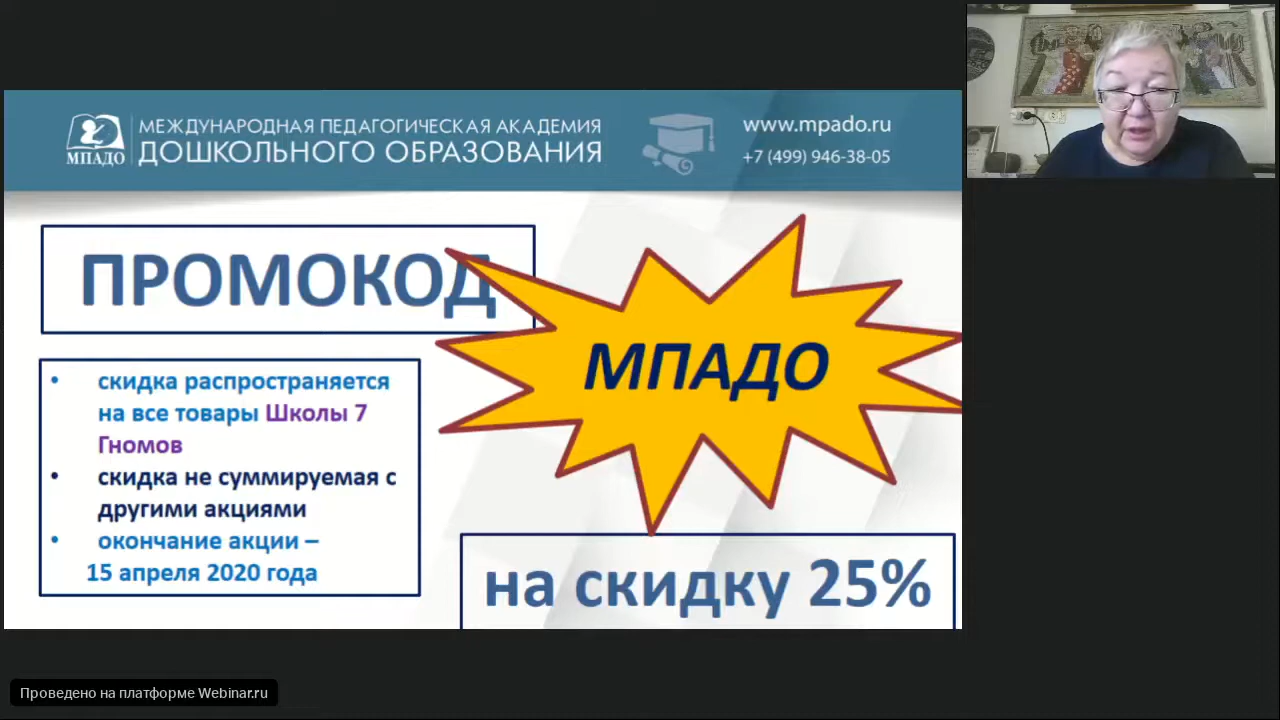 МПАДО
МЕЖДУНАРОДНАЯ ПЕДАГОГИЧЕСКАЯ АКАДЕМИЯ
ДОШКОЛЬНОГО ОБРАЗОВАНИЯ
www.mpado.ru
+7 (499) 946-38-05
ПРОМОКОД
МПАДО
• скидка распространяется
на все товары Школы 7
Гномов
• скидка не суммируемая с
другими акциями
• окончание акции –
15 апреля 2020 года
на скидку 25%
Проведено на платформе Webinar.ru